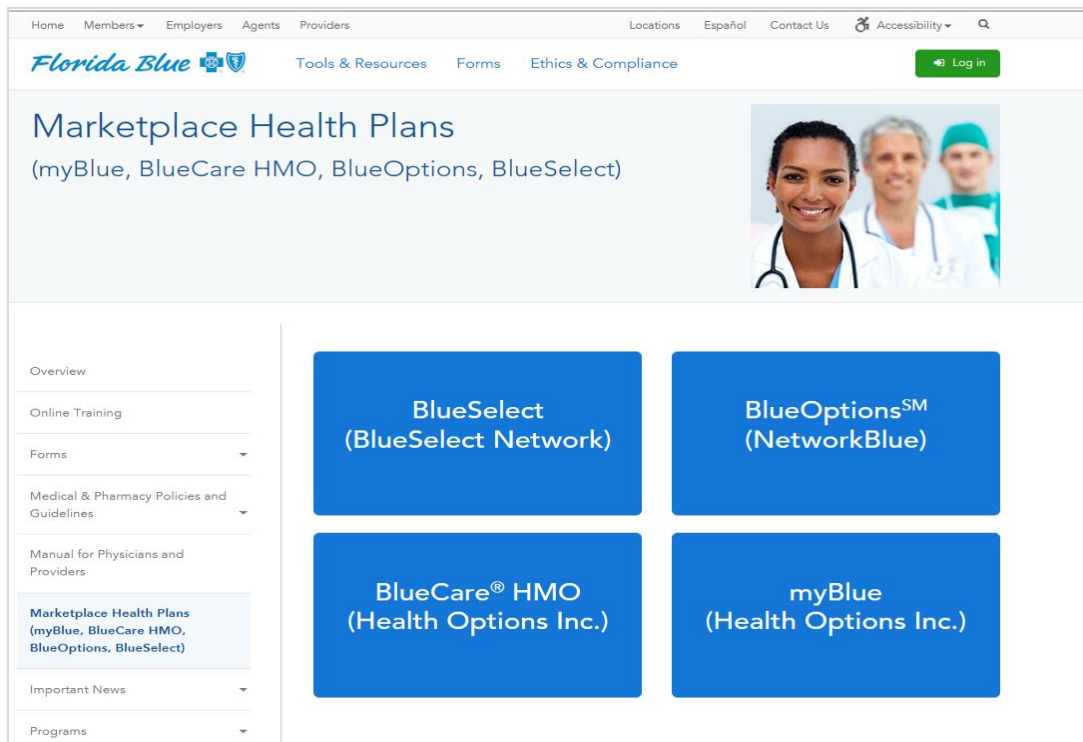 Home Members Employers Agents Providers Locations Español Contact Us Accessibility
Florida Blue Tools & Resources Forms Ethics & Compliance Log in
Marketplace Health Plans
(myBlue, BlueCare HMO, BlueOptions, BlueSelect)
Overview
Online Training
Forms
Medical & Pharmacy Policies and
Guidelines
Manual for Physicians and
Providers
Marketplace Health Plans
(myBlue, BlueCare HMO,
BlueOptions, BlueSelect)
Important News
Programs
BlueSelect
(BlueSelect Network)
BlueOptionsSM
(NetworkBlue)
BlueCare® HMO
(Health Options Inc.)
myBlue
(Health Options Inc.)